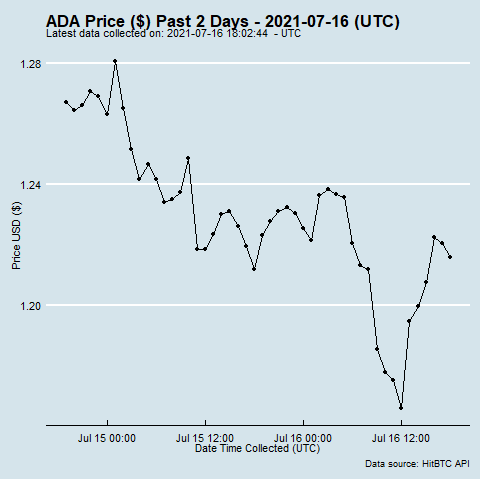 ADA Price ($) Past 2 Days - 2021-07-16 (UTC)
Latest data collected on: 2021-07-16 18:02:44  - UTC
1.28
1.24
1.20
Price USD ($)
Jul 15 00:00
Jul 15 12:00
Jul 16 00:00
Jul 16 12:00
Date Time Collected (UTC)
Data source: HitBTC API